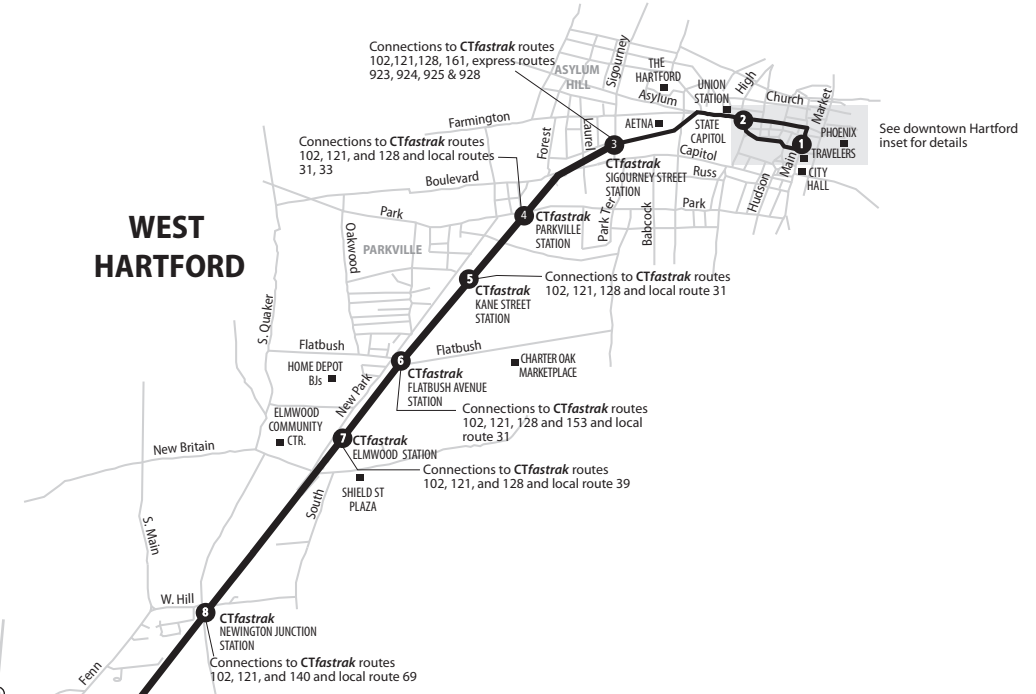 Connections to CTfastrak routes
102,121,128, 161, express routes
923, 924, 925 & 928
ASYLUM
HILL
Sigourney
THE
HARTFORD
UNION
STATION
High
Church
Market
Asylum
Farmington
AETNA
STATE
CAPITOL
2
PHOENIX
See downtown Hartford
inset for details
Connections to CTfastrak routes
102, 121, and 128 and local routes
31, 33
Forest
Laurel
3
1
TRAVELERS
Capitol
CTfastrak
SIGOURNEY STREET
STATION
Russ
Main
CITY
HALL
Hudson
Boulevard
Park
4
CTfastrak
PARKVILLE
STATION
Park Ter
Babcock
Park
WEST
HARTFORD
Oakwood
PARKVILLE
5
CTfastrak
KANE STREET
STATION
Connections to CTfastrak routes
102, 121, 128 and local route 31
S. Quaker
Flatbush
Flatbush
6
HOME DEPOT
BJs
CTfastrak
FLATBUSH AVENUE
STATION
CHARTER OAK
MARKETPLACE
New Park
Connections to CTfastrak routes
102, 121, 128 and 153 and local
route 31
ELMWOOD
COMMUNITY
CTR.
7
CTfastrak
ELMWOOD STATION
New Britain
Connections to CTfastrak routes
102, 121, and 128 and local route 39
SHIELD ST
PLAZA
South
S. Main
W. Hill
8
CTfastrak
NEWINGTON JUNCTION
STATION
Connections to CTfastrak routes
102, 121, and 140 and local route 69
Fenn